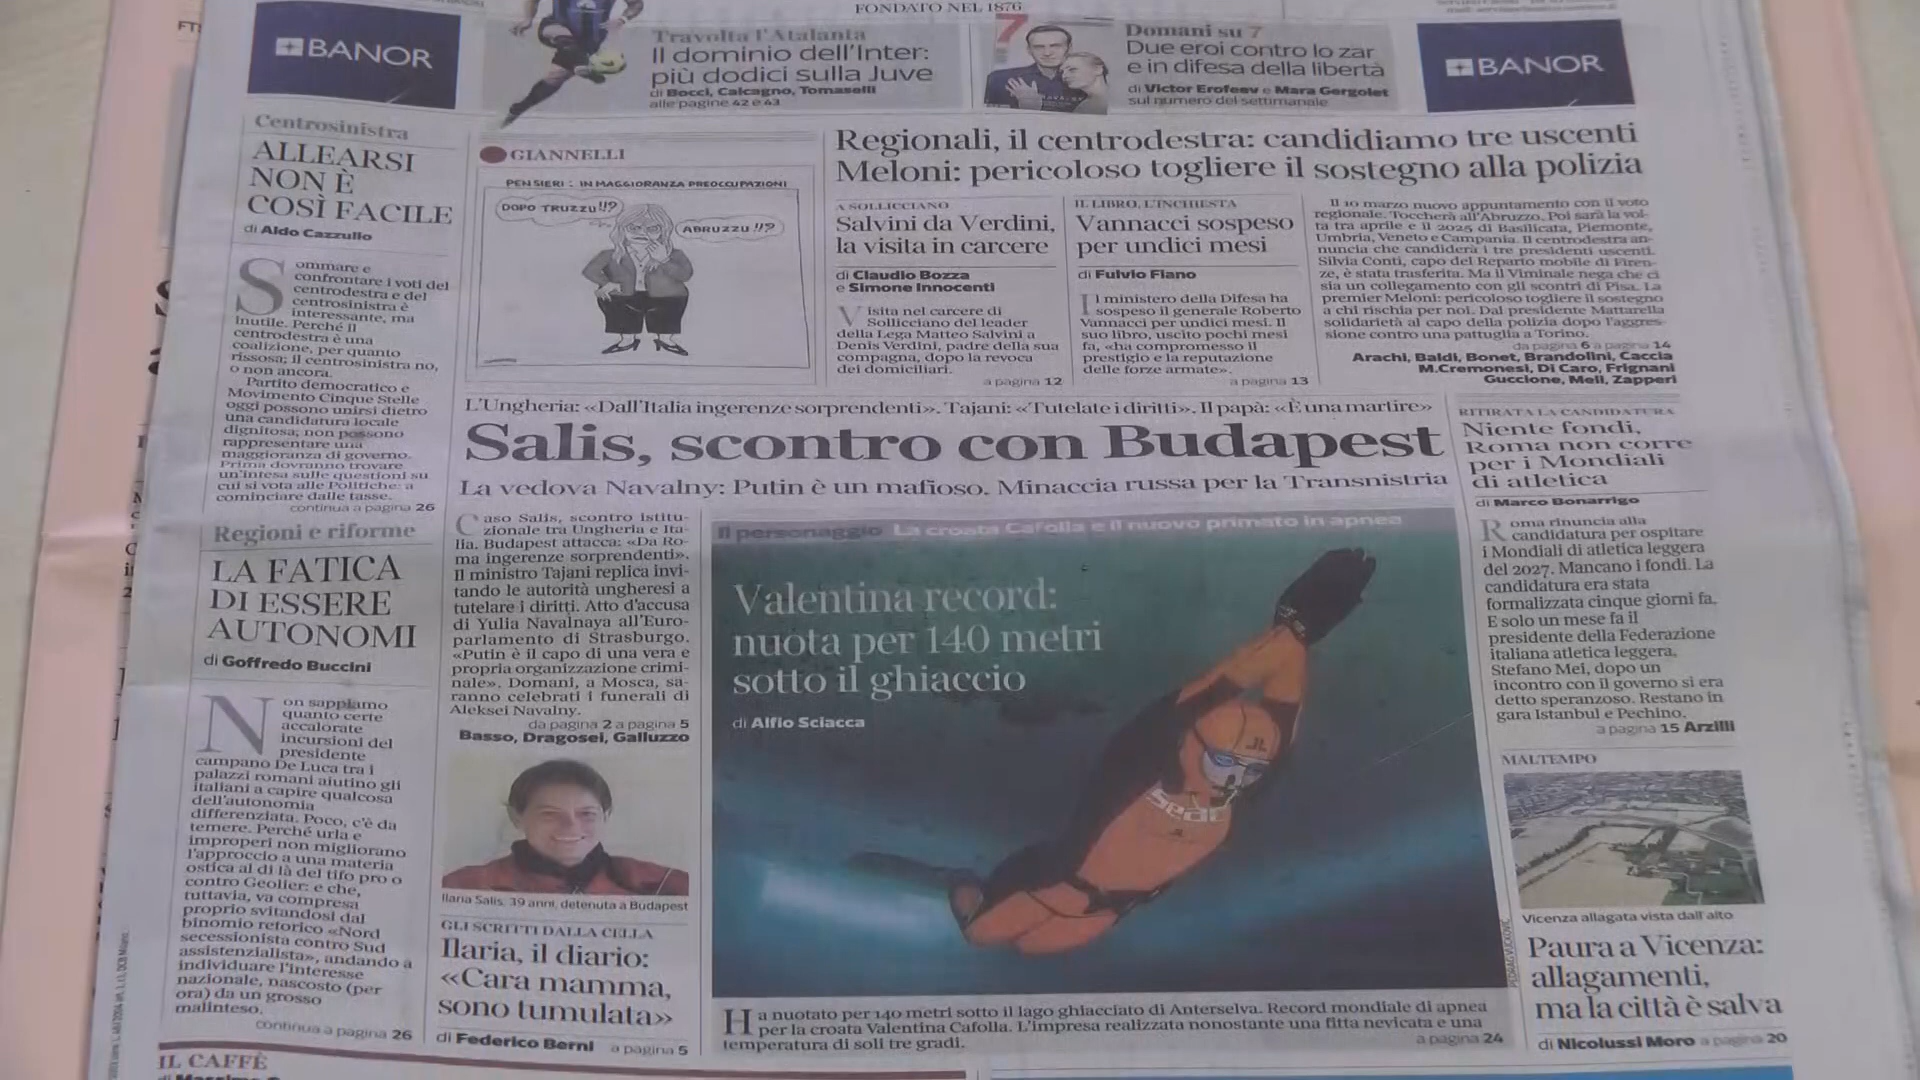 FONDATO NEL 1876
BANOR
Travolta l'Atalanta
Il dominio dell'Inter:
più dodici sulla Juve
di Bocci, Calcagno, Tomaselli
alle pagine 42 e 43
7
Domani su 7
Due eroi contro lo zar
e in difesa della libertà
di Victor Erofeev e Mara Gergolet
sul numero del settimanale
BANOR
Centrosinistra
ALLEARSI
NON È
COSÌ FACILE
di Aldo Cazzullo
Sommare e
confrontare i voti del
centrodestra e del
centrosinistra è
interessante, ma
inutile. Perché il
centrodestra è una
coalizione, per quanto
rissosa; il centrosinistra no,
o non ancora.
Partito democratico e
Movimento Cinque Stelle
oggi possono unirsi dietro
una candidatura locale
dignitosa; non possono
rappresentare una
maggioranza di governo.
Prima dovranno trovare
un'intesa sulle questioni su
cui si vota alle Politiche: a
cominciare dalle tasse.
continua a pagina 26
Regioni e riforme
LA FATICA
DI ESSERE
AUTONOMI
di Goffredo Buccini
Non sappiamo
quanto certe
accalorate
incursioni del
presidente
campano De Luca tra i
palazzi romani aiutino gli
italiani a capire qualcosa
dell'autonomia
differenziata. Poco, c'è da
temere. Perché urla e
improperi non migliorano
l'approccio a una materia
ostica al di là del tifo pro o
contro Geolier: e che,
tuttavia, va compresa
proprio svitandosi dal
binomio retorico «Nord
secessionista contro Sud
assistenzialista», andando a
individuare l'interesse
nazionale, nascosto (per
ora) da un grosso
malinteso.
continua a pagina 26
IL CAFFÈ
GIANNELLI
PENSIERI: IN MAGGIORANZA PREOCCUPAZIONI
DOPO TRUZZU!!?
ABRUZZU!!?
Regionali, il centrodestra: candidiamo tre uscenti
Meloni: pericoloso togliere il sostegno alla polizia
A SOLLICCIANO
Salvini da Verdini,
la visita in carcere
di Claudio Bozza
e Simone Innocenti
Visita nel carcere di
Sollicciano del leader
della Lega Matteo Salvini a
Denis Verdini, padre della sua
compagna, dopo la revoca
dei domiciliari.
a pagina 12
IL LIBRO, L'INCHIESTA
Vannacci sospeso
per undici mesi
di Fulvio Fiano
Il ministero della Difesa ha
sospeso il generale Roberto
Vannacci per undici mesi. Il
suo libro, uscito pochi mesi
fa, «ha compromesso il
prestigio e la reputazione
delle forze armate».
a pagina 13
Il 10 marzo nuovo appuntamento con il voto
regionale. Toccherà all'Abruzzo. Poi sarà la vol-
ta tra aprile e il 2025 di Basilicata, Piemonte,
Umbria, Veneto e Campania. Il centrodestra an-
nuncia che candiderà i tre presidenti uscenti.
Silvia Conti, capo del Reparto mobile di Firen-
ze, è stata trasferita. Ma il Viminale nega che ci
sia un collegamento con gli scontri di Pisa. La
premier Meloni: pericoloso togliere il sostegno
a chi rischia per noi. Dal presidente Mattarella
solidarietà al capo della polizia dopo l'aggres-
sione contro una pattuglia a Torino.
da pagina 6 a pagina 14
Arachi, Baldi, Bonet, Brandolini, Caccia
M.Cremonesi, Di Caro, Frignani
Guccione, Meli, Zapperi
L'Ungheria: «Dall'Italia ingerenze sorprendenti». Tajani: «Tutelate i diritti». Il papà: «È una martire»
Salis, scontro con Budapest
La vedova Navalny: Putin è un mafioso. Minaccia russa per la Transnistria
Caso Salis, scontro istitu-
zionale tra Ungheria e Ita-
lia. Budapest attacca: «Da Ro-
ma ingerenze sorprendenti».
Il ministro Tajani replica invi-
tando le autorità ungheresi a
tutelare i diritti. Atto d'accusa
di Yulia Navalnaya all'Euro-
parlamento di Strasburgo.
«Putin è il capo di una vera e
propria organizzazione crimi-
nale». Domani, a Mosca, sa-
ranno celebrati i funerali di
Aleksei Navalny.
da pagina 2 a pagina 5
Basso, Dragosei, Galluzzo
Ilaria Salis, 39 anni, detenuta a Budapest
GLI SCRITTI DALLA CELLA
Ilaria, il diario:
«Cara mamma,
sono tumulata»
di Federico Berni a pagina 5
Il personaggio La croata Cafolla e il nuovo primato in apnea
Valentina record:
nuota per 140 metri
sotto il ghiaccio
di Alfio Sciacca
seac
Ha nuotato per 140 metri sotto il lago ghiacciato di Anterselva. Record mondiale di apnea
per la croata Valentina Cafolla. L'impresa realizzata nonostante una fitta nevicata e una
temperatura di soli tre gradi.
a pagina 24
RITIRATA LA CANDIDATURA
Niente fondi,
Roma non corre
per i Mondiali
di atletica
di Marco Bonarrigo
Roma rinuncia alla
candidatura per ospitare
i Mondiali di atletica leggera
del 2027. Mancano i fondi. La
candidatura era stata
formalizzata cinque giorni fa.
E solo un mese fa il
presidente della Federazione
italiana atletica leggera,
Stefano Mei, dopo un
incontro con il governo si era
detto speranzoso. Restano in
gara Istanbul e Pechino.
a pagina 15 Arzilli
MALTEMPO
Vicenza allagata vista dall'alto
Paura a Vicenza:
allagamenti,
ma la città è salva
di Nicolussi Moro a pagina 20